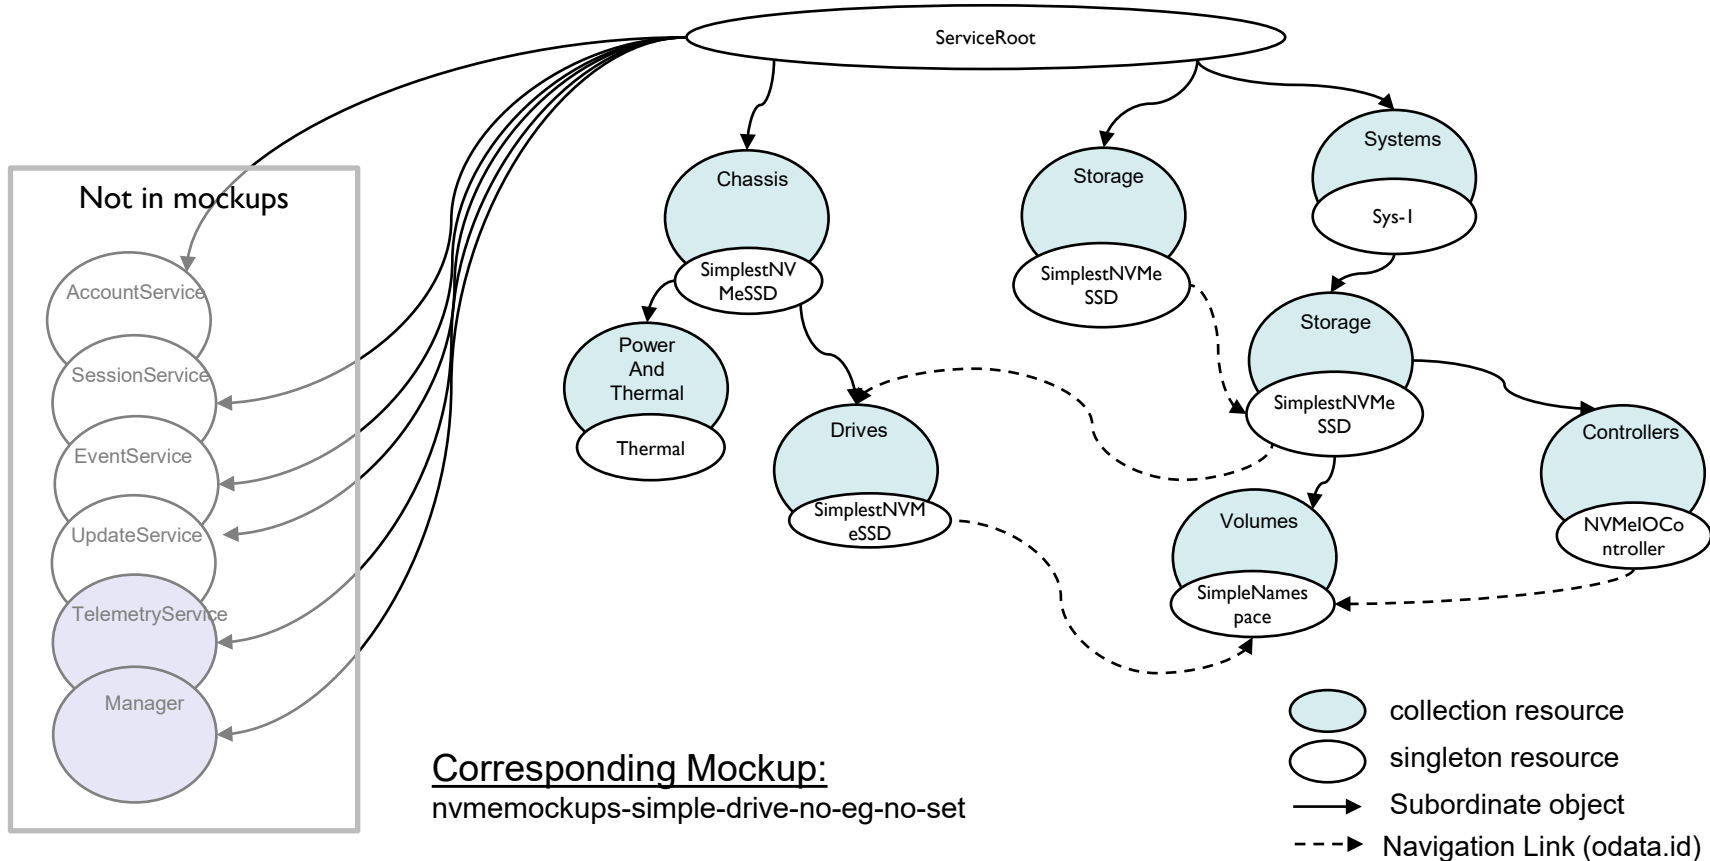 ServiceRoot
Systems
Sys-1
Chassis
SimplestNV
MeSSD
Storage
SimplestNVMe
SSD
Storage
SimplestNVMe
SSD
Power
And
Thermal
Thermal
Drives
SimplestNVM
eSSD
Controllers
NVMeIOCo
ntroller
Volumes
SimpleNames
pace
Not in mockups
AccountService
SessionService
EventService
UpdateService
TelemetryService
Manager
Corresponding Mockup:
nvmemockups-simple-drive-no-eg-no-set
collection resource
singleton resource
Subordinate object
Navigation Link (odata.id)